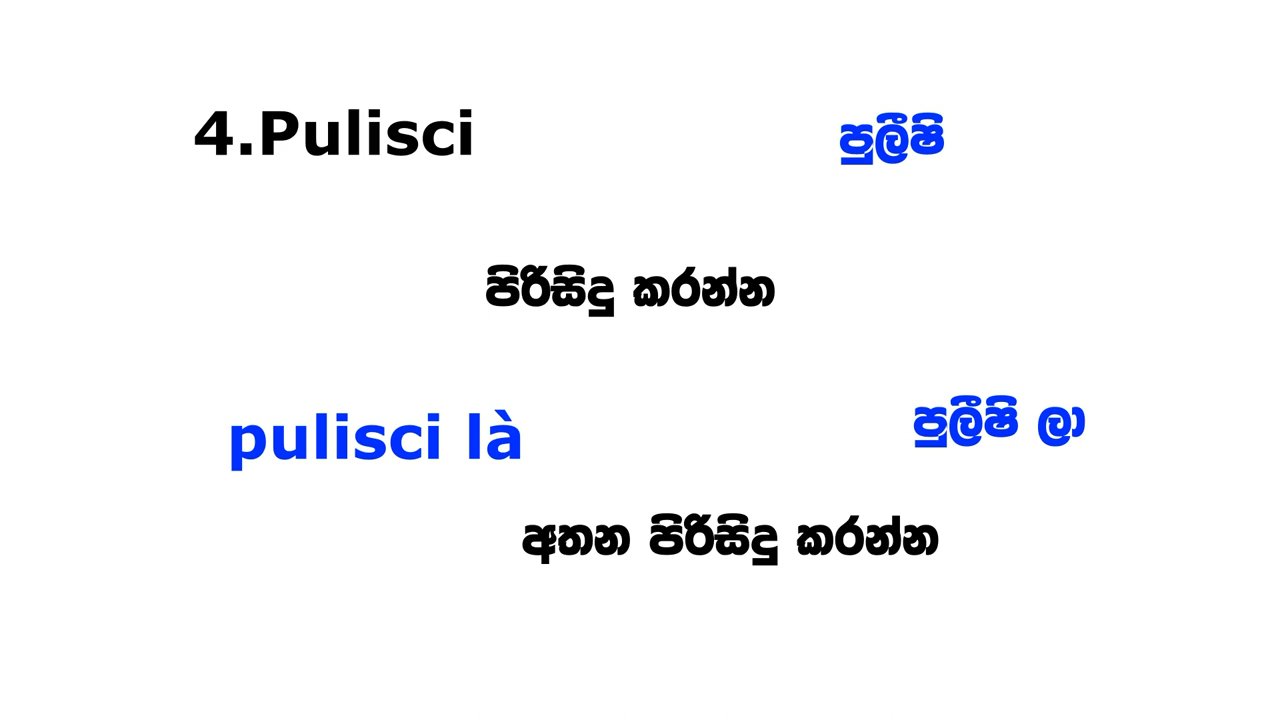 4.Pulisci පුලීෂි
පිරිසිදු කරන්න
pulisci là පුලීෂි ලා
අතන පිරිසිදු කරන්න